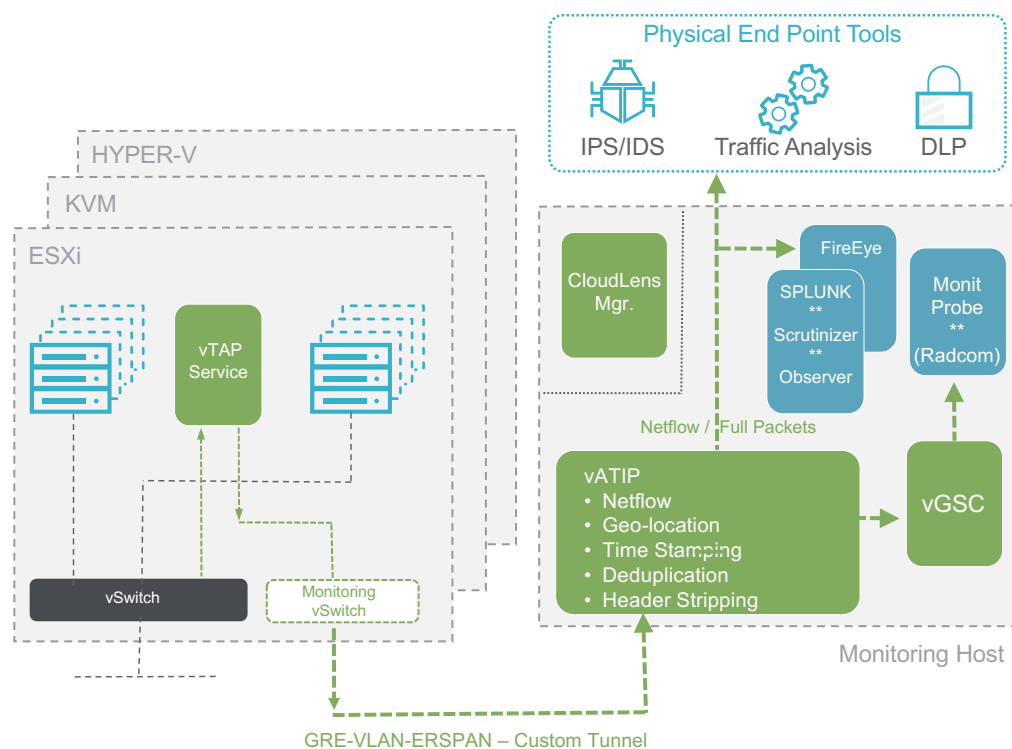 Physical End Point Tools
IPS/IDS
Traffic Analysis
DLP
HYPER-V
KVM
ESXi
vTAP
Service
vSwitch
Monitoring
vSwitch
CloudLens
Mgr.
FireEye
SPLUNK
**
Scrutinizer
**
Observer
Monit
Probe
**
(Radcom)
Netflow / Full Packets
vATIP
• Netflow
• Geo-location
• Time Stamping
• Deduplication
• Header Stripping
vGSC
Monitoring Host
GRE-VLAN-ERSPAN – Custom Tunnel